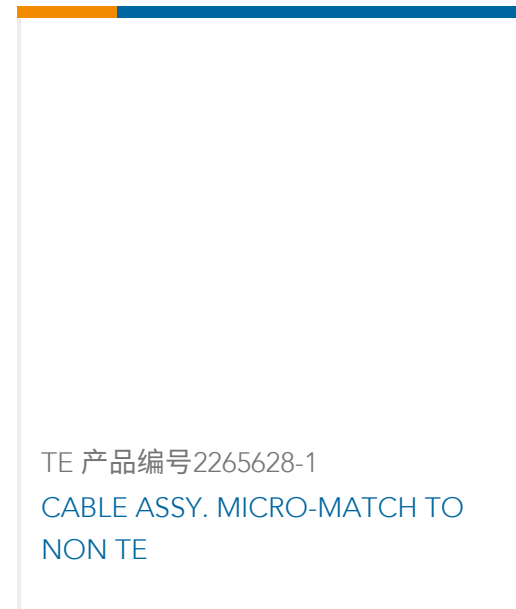 TE 产品编号2265628-1
CABLE ASSY. MICRO-MATCH TO
NON TE